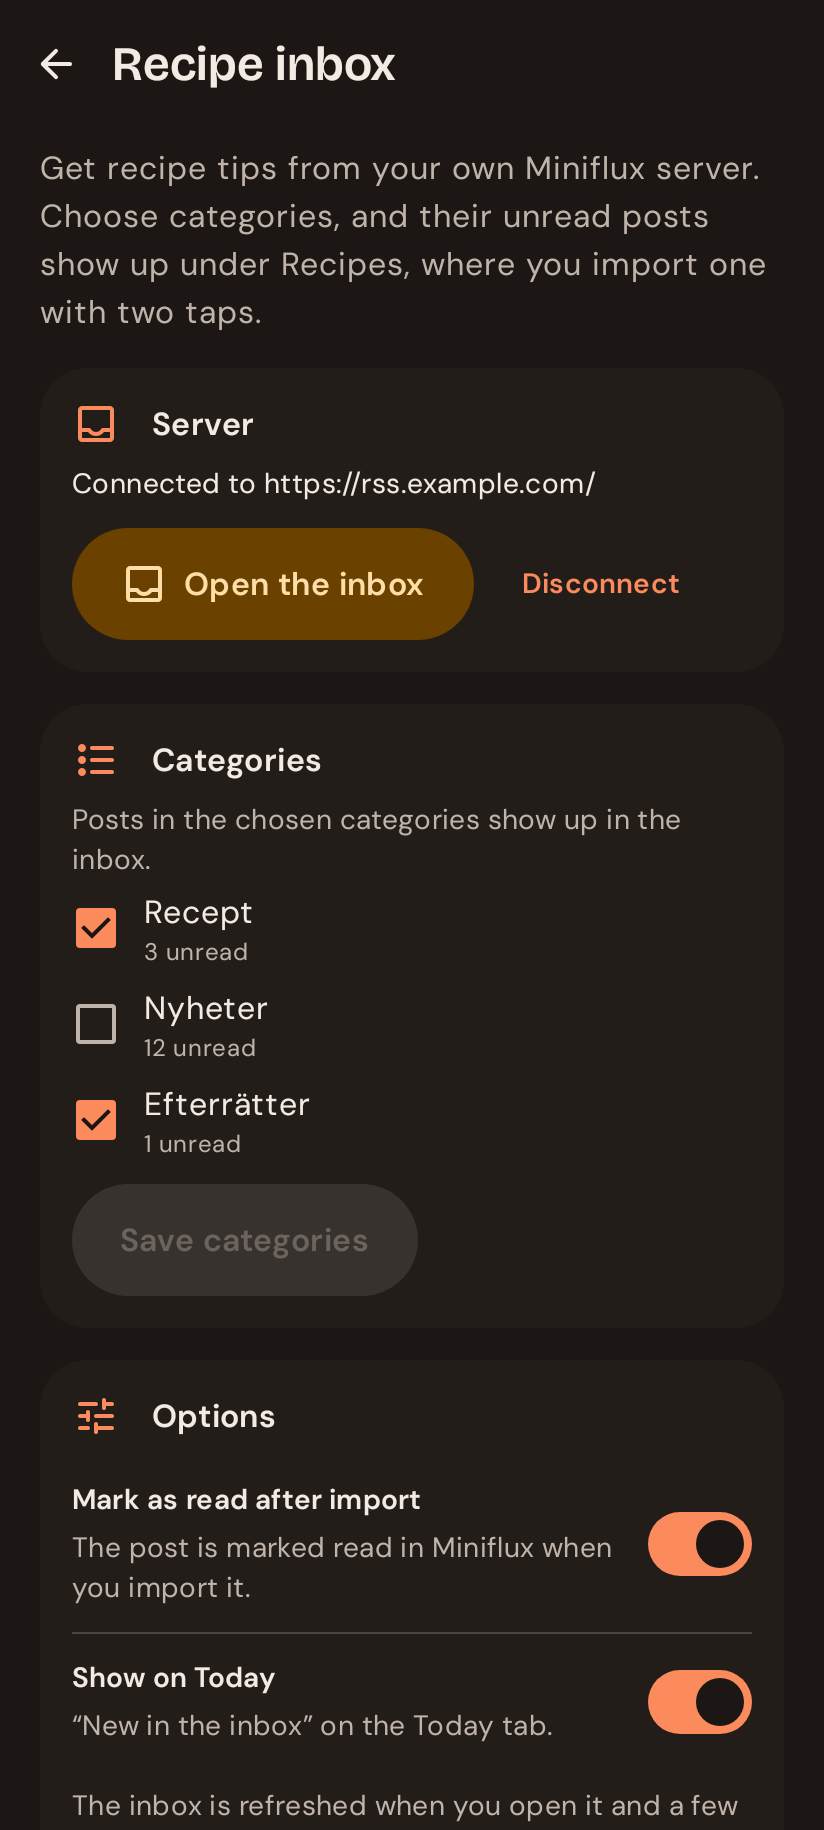 Recipe inbox
Get recipe tips from your own Miniflux server.
Choose categories, and their unread posts
show up under Recipes, where you import one
with two taps.
Server
Connected to https://rss.example.com/
Open the inbox
Disconnect
Categories
Posts in the chosen categories show up in the
inbox.
Recept
3 unread
Nyheter
12 unread
Efterrätter
1 unread
Save categories
Options
Mark as read after import
The post is marked read in Miniflux when
you import it.
Show on Today
“New in the inbox” on the Today tab.
The inbox is refreshed when you open it and a few